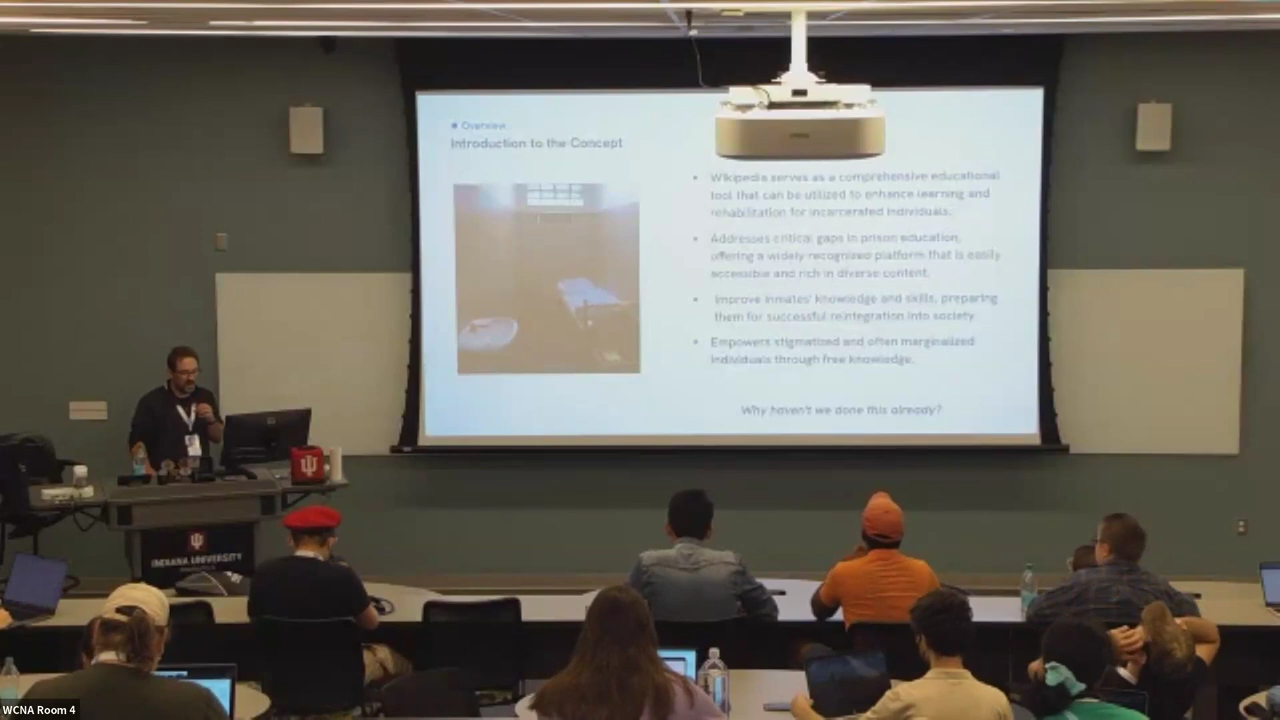 Overview
Introduction to the Concept
• Wikipedia serves as a comprehensive educational
tool that can be utilized to enhance learning and
rehabilitation for incarcerated individuals.
• Addresses critical gaps in prison education,
offering a widely recognized platform that is easily
accessible and rich in diverse content.
• Improve inmates' knowledge and skills, preparing
them for successful reintegration into society.
• Empowers stigmatized and often marginalized
individuals through free knowledge.
Why haven't we done this already?
INDIANA UNIVERSITY
WCNA Room 4